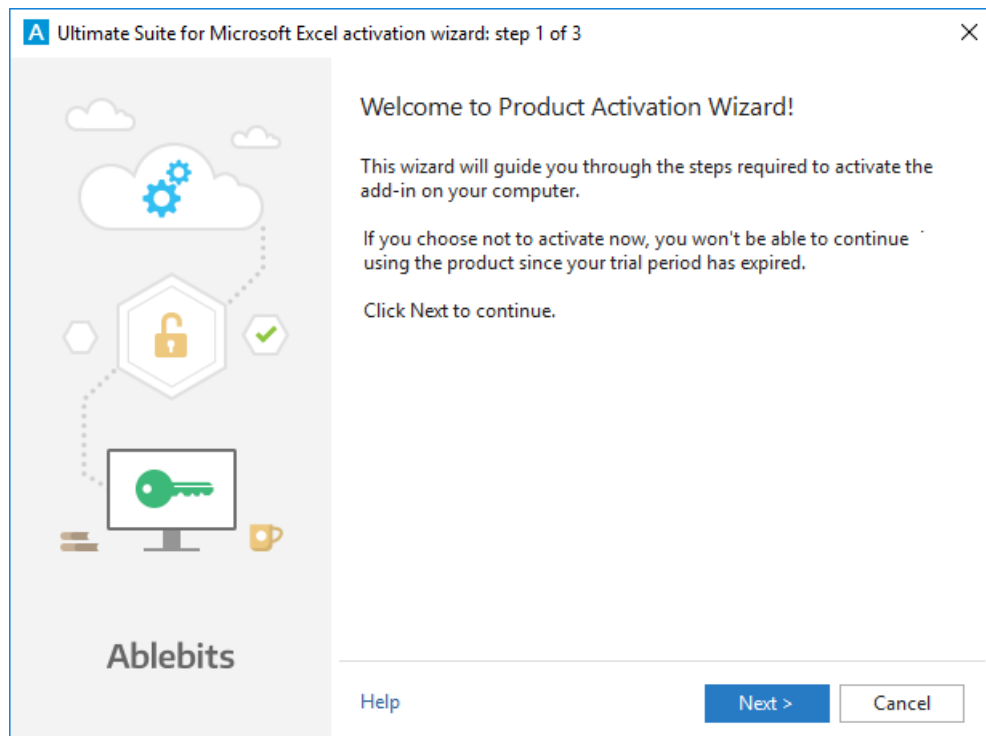 A Ultimate Suite for Microsoft Excel activation wizard: step 1 of 3
Welcome to Product Activation Wizard!
This wizard will guide you through the steps required to activate the
add-in on your computer.
If you choose not to activate now, you won't be able to continue
using the product since your trial period has expired.
Click Next to continue.
Ablebits
Help
Next >
Cancel